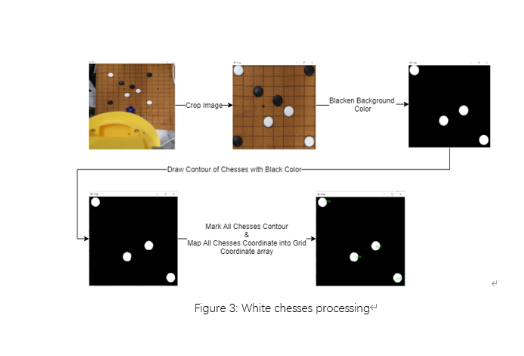 Crop Image
Blacken Background
Color
Draw Contour of Chesses with Black Color
Mark All Chesses Contour
&
Map All Chesses Coordinate into Grid
Coordinate array
Figure 3: White chesses processing